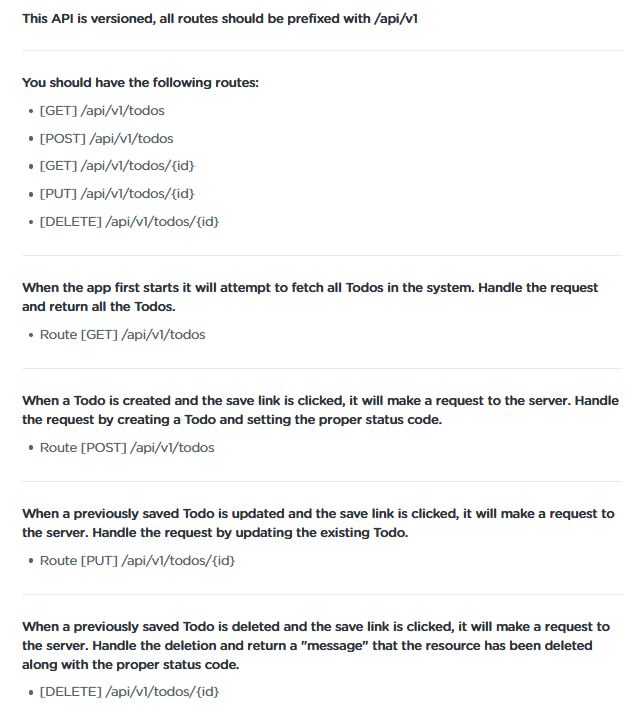 This API is versioned, all routes should be prefixed with /api/v1
You should have the following routes:
• [GET] /api/v1/todos
• [POST] /api/v1/todos
• [GET] /api/v1/todos/{id}
• [PUT] /api/v1/todos/{id}
• [DELETE] /api/v1/todos/{id}
When the app first starts it will attempt to fetch all Todos in the system. Handle the request
and return all the Todos.
• Route [GET] /api/v1/todos
When a Todo is created and the save link is clicked, it will make a request to the server. Handle
the request by creating a Todo and setting the proper status code.
• Route [POST] /api/v1/todos
When a previously saved Todo is updated and the save link is clicked, it will make a request to
the server. Handle the request by updating the existing Todo.
• Route [PUT] /api/v1/todos/{id}
When a previously saved Todo is deleted and the save link is clicked, it will make a request to
the server. Handle the deletion and return a "message" that the resource has been deleted
along with the proper status code.
• [DELETE] /api/v1/todos/{id}